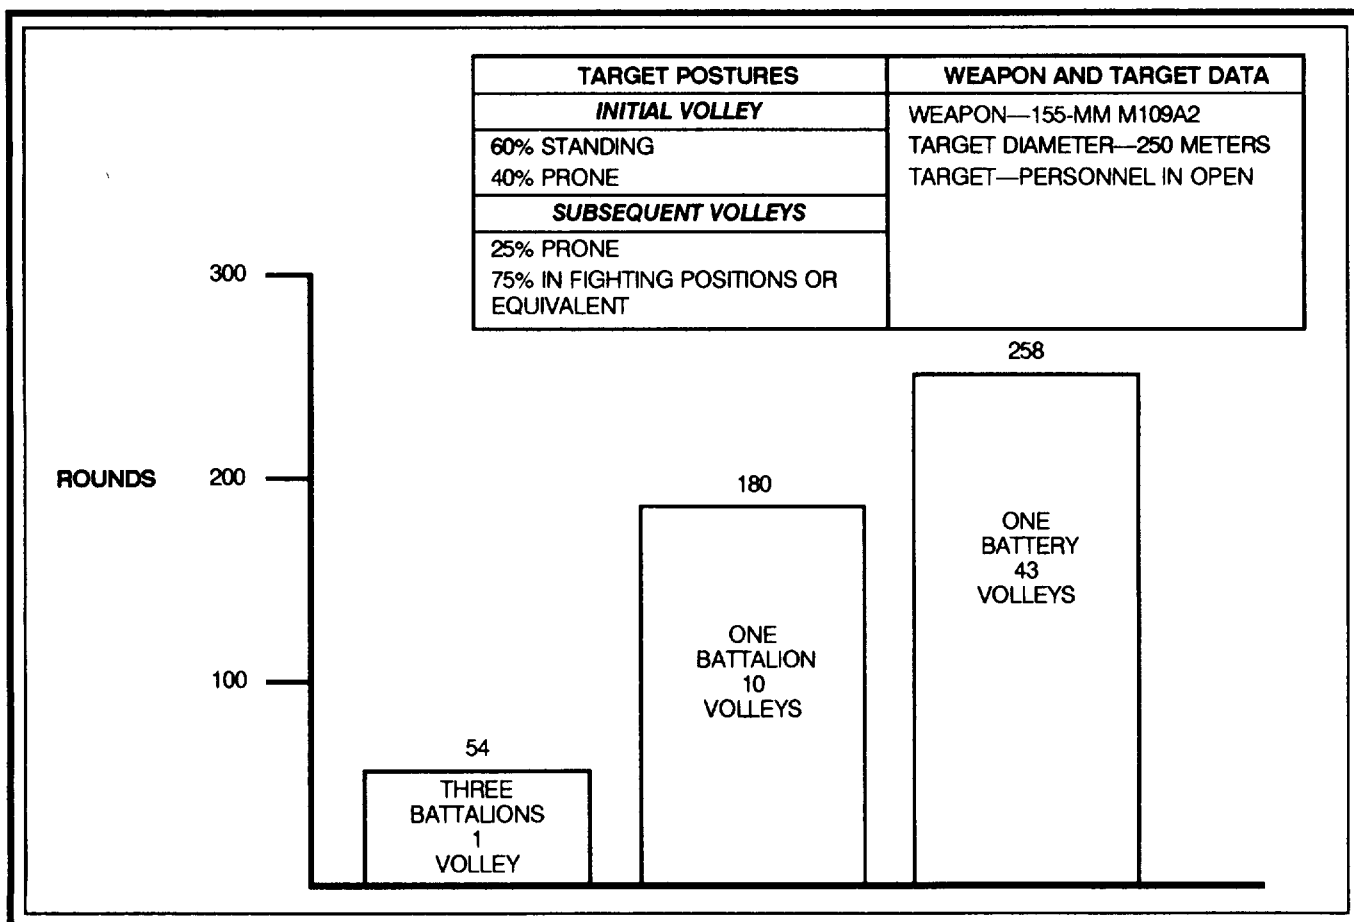 TARGET POSTURES
INITIAL VOLLEY
60% STANDING
40% PRONE
SUBSEQUENT VOLLEYS
25% PRONE
75% IN FIGHTING POSITIONS OR
EQUIVALENT
WEAPON AND TARGET DATA
WEAPON—155-MM M109A2
TARGET DIAMETER—250 METERS
TARGET—PERSONNEL IN OPEN
ROUNDS
300
200
100
54
THREE
BATTALIONS
1
VOLLEY
180
ONE
BATTALION
10
VOLLEYS
258
ONE
BATTERY
43
VOLLEYS